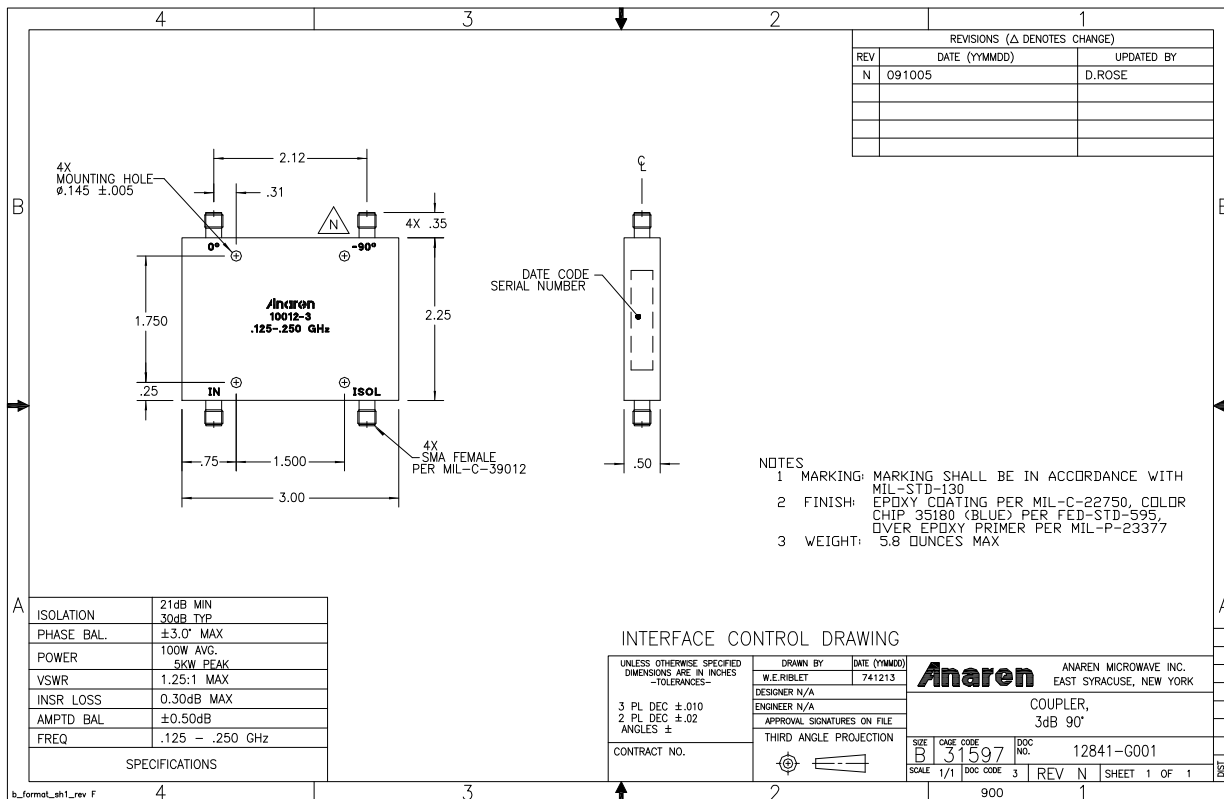 4 3 2 1
REVISIONS (△ DENOTES CHANGE)
REV DATE (YYMMDD) UPDATED BY
N 091005 D.ROSE
B
B
2.12
4X
MOUNTING HOLE
ø.145 ±.005
.31
N
4X .35
0°
-90°
Anaren
10012-3
.125-.250 GHz
1.750
2.25
.25
IN
ISOL
4X
SMA FEMALE
PER MIL-C-39012
.75
1.500
3.00
℄
DATE CODE
SERIAL NUMBER
.50
NOTES
1 MARKING: MARKING SHALL BE IN ACCORDANCE WITH
MIL-STD-130
2 FINISH: EPOXY COATING PER MIL-C-22750, COLOR
CHIP 35180 (BLUE) PER FED-STD-595,
OVER EPOXY PRIMER PER MIL-P-23377
3 WEIGHT: 5.8 OUNCES MAX
A
A
ISOLATION 21dB MIN
30dB TYP
PHASE BAL. ±3.0° MAX
POWER 100W AVG.
5KW PEAK
VSWR 1.25:1 MAX
INSR LOSS 0.30dB MAX
AMPTD BAL ±0.50dB
FREQ .125 - .250 GHz
SPECIFICATIONS
INTERFACE CONTROL DRAWING
UNLESS OTHERWISE SPECIFIED
DIMENSIONS ARE IN INCHES
-TOLERANCES-
3 PL DEC ±.010
2 PL DEC ±.02
ANGLES ±
CONTRACT NO.
DRAWN BY DATE (YYMMDD)
W.E.RIBLET 741213
DESIGNER N/A
ENGINEER N/A
APPROVAL SIGNATURES ON FILE
THIRD ANGLE PROJECTION
Anaren
ANAREN MICROWAVE INC.
EAST SYRACUSE, NEW YORK
COUPLER,
3dB 90°
SIZE B
CAGE CODE 31597
DOC NO. 12841-G001
SCALE 1/1 DOC CODE 3 REV N SHEET 1 OF 1
DIST
b_format_sh1_rev F
4 3 2 900 1